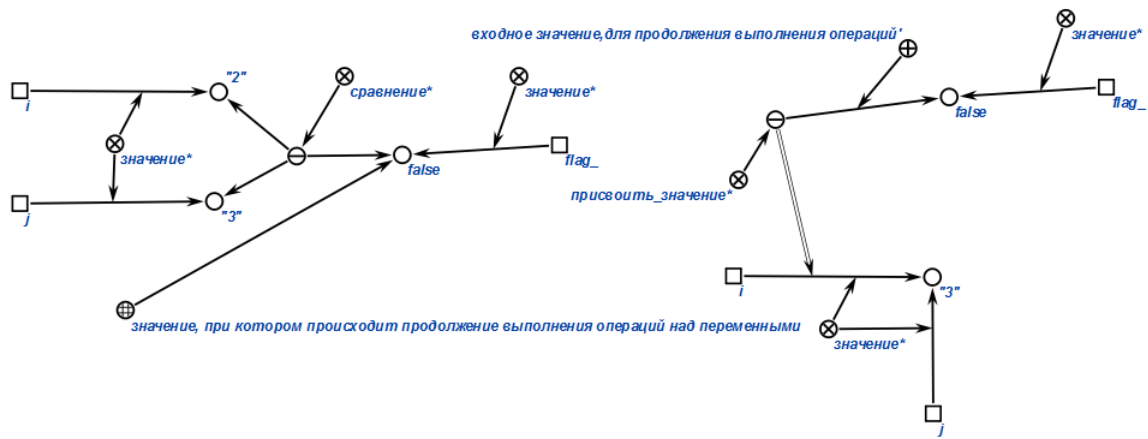 входное значение,для продолжения выполнения операций'
значение*
"2"
сравнение*
значение*
i
false
flag_
значение*
flag_
false
"3"
присвоить_значение*
j
i
"3"
значение, при котором происходит продолжение выполнения операций над переменными
значение*
j